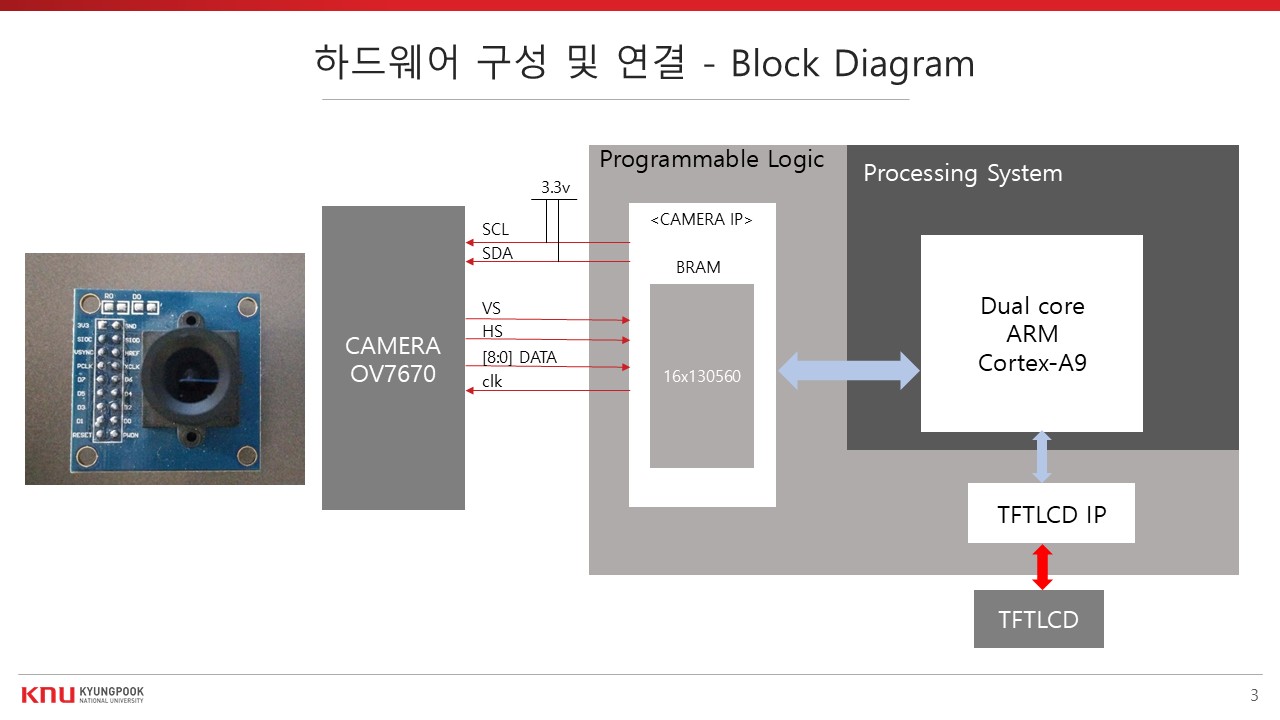 하드웨어 구성 및 연결 - Block Diagram
Programmable Logic
Processing System
3.3v
<CAMERA IP>
SCL
SDA
BRAM
VS
HS
[8:0] DATA
clk
CAMERA
OV7670
16x130560
Dual core
ARM
Cortex-A9
TFTLCD IP
TFTLCD
3V3
GND
SIOC
SIOD
VSYNC
HREF
PCLK
XCLK
D7
D6
D5
D4
D3
D2
D1
D0
RESET
PWDN
KNU KYUNGPOOK
NATIONAL UNIVERSITY
3